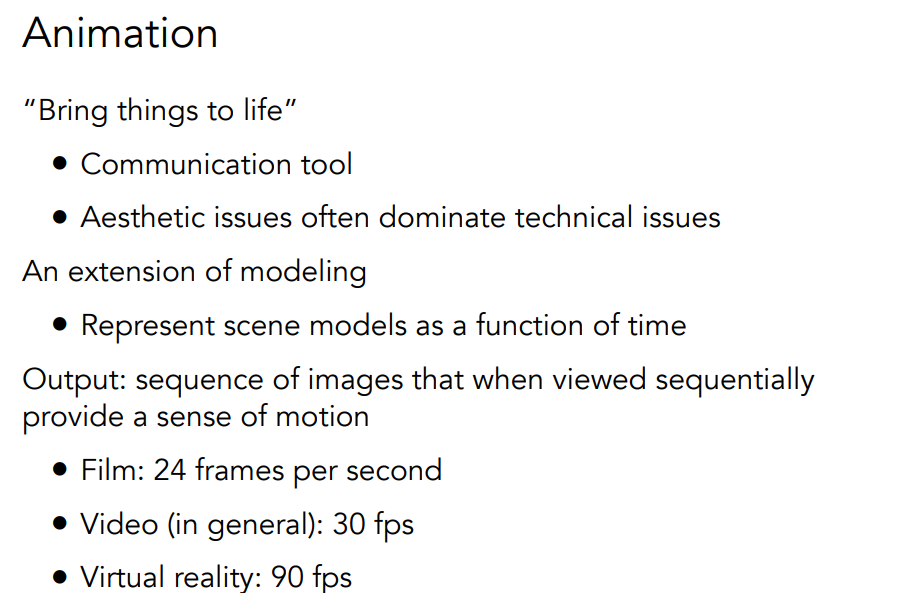 Animation
“Bring things to life”
• Communication tool
• Aesthetic issues often dominate technical issues
An extension of modeling
• Represent scene models as a function of time
Output: sequence of images that when viewed sequentially
provide a sense of motion
• Film: 24 frames per second
• Video (in general): 30 fps
• Virtual reality: 90 fps